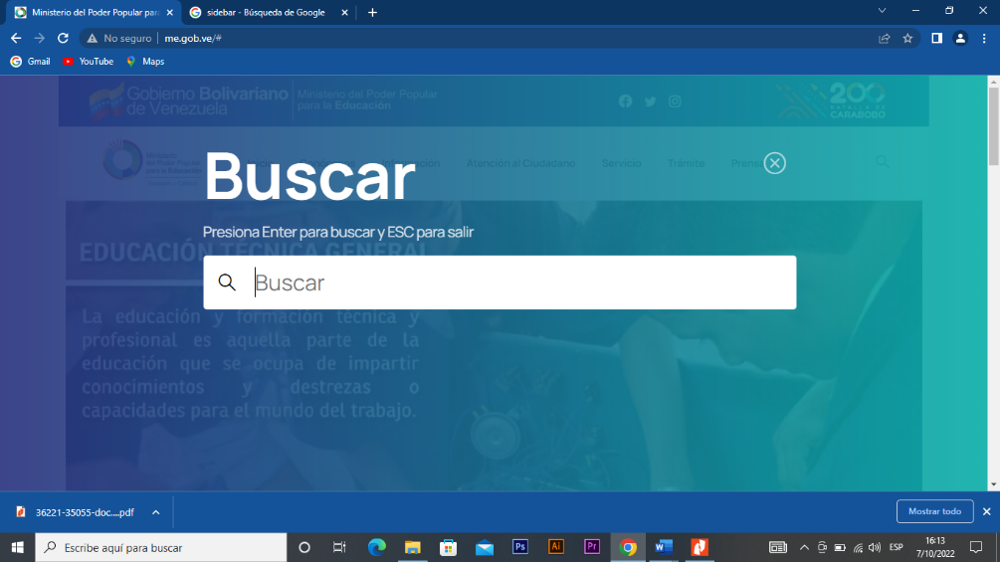 Ministerio del Poder Popular para
sidebar - Búsqueda de Google
No seguro
me.gob.ve/#
Gmail
YouTube
Maps
Gobierno Bolivariano
de Venezuela
Ministerio del Poder Popular
para la Educación
200
CARABOBO
Atención al Ciudadano
Servicio
Trámite
Prensa
Buscar
Presiona Enter para buscar y ESC para salir
Buscar
EDUCACIÓN TÉCNICA GENERAL
La educación y formación técnica y
profesional es aquella parte de la
educación que se ocupa de impartir
conocimientos y destrezas o
capacidades para el mundo del trabajo.
36221-35055-doc....pdf
Mostrar todo
Escribe aquí para buscar
Ps
Ai
Pr
ESP
16:13
7/10/2022